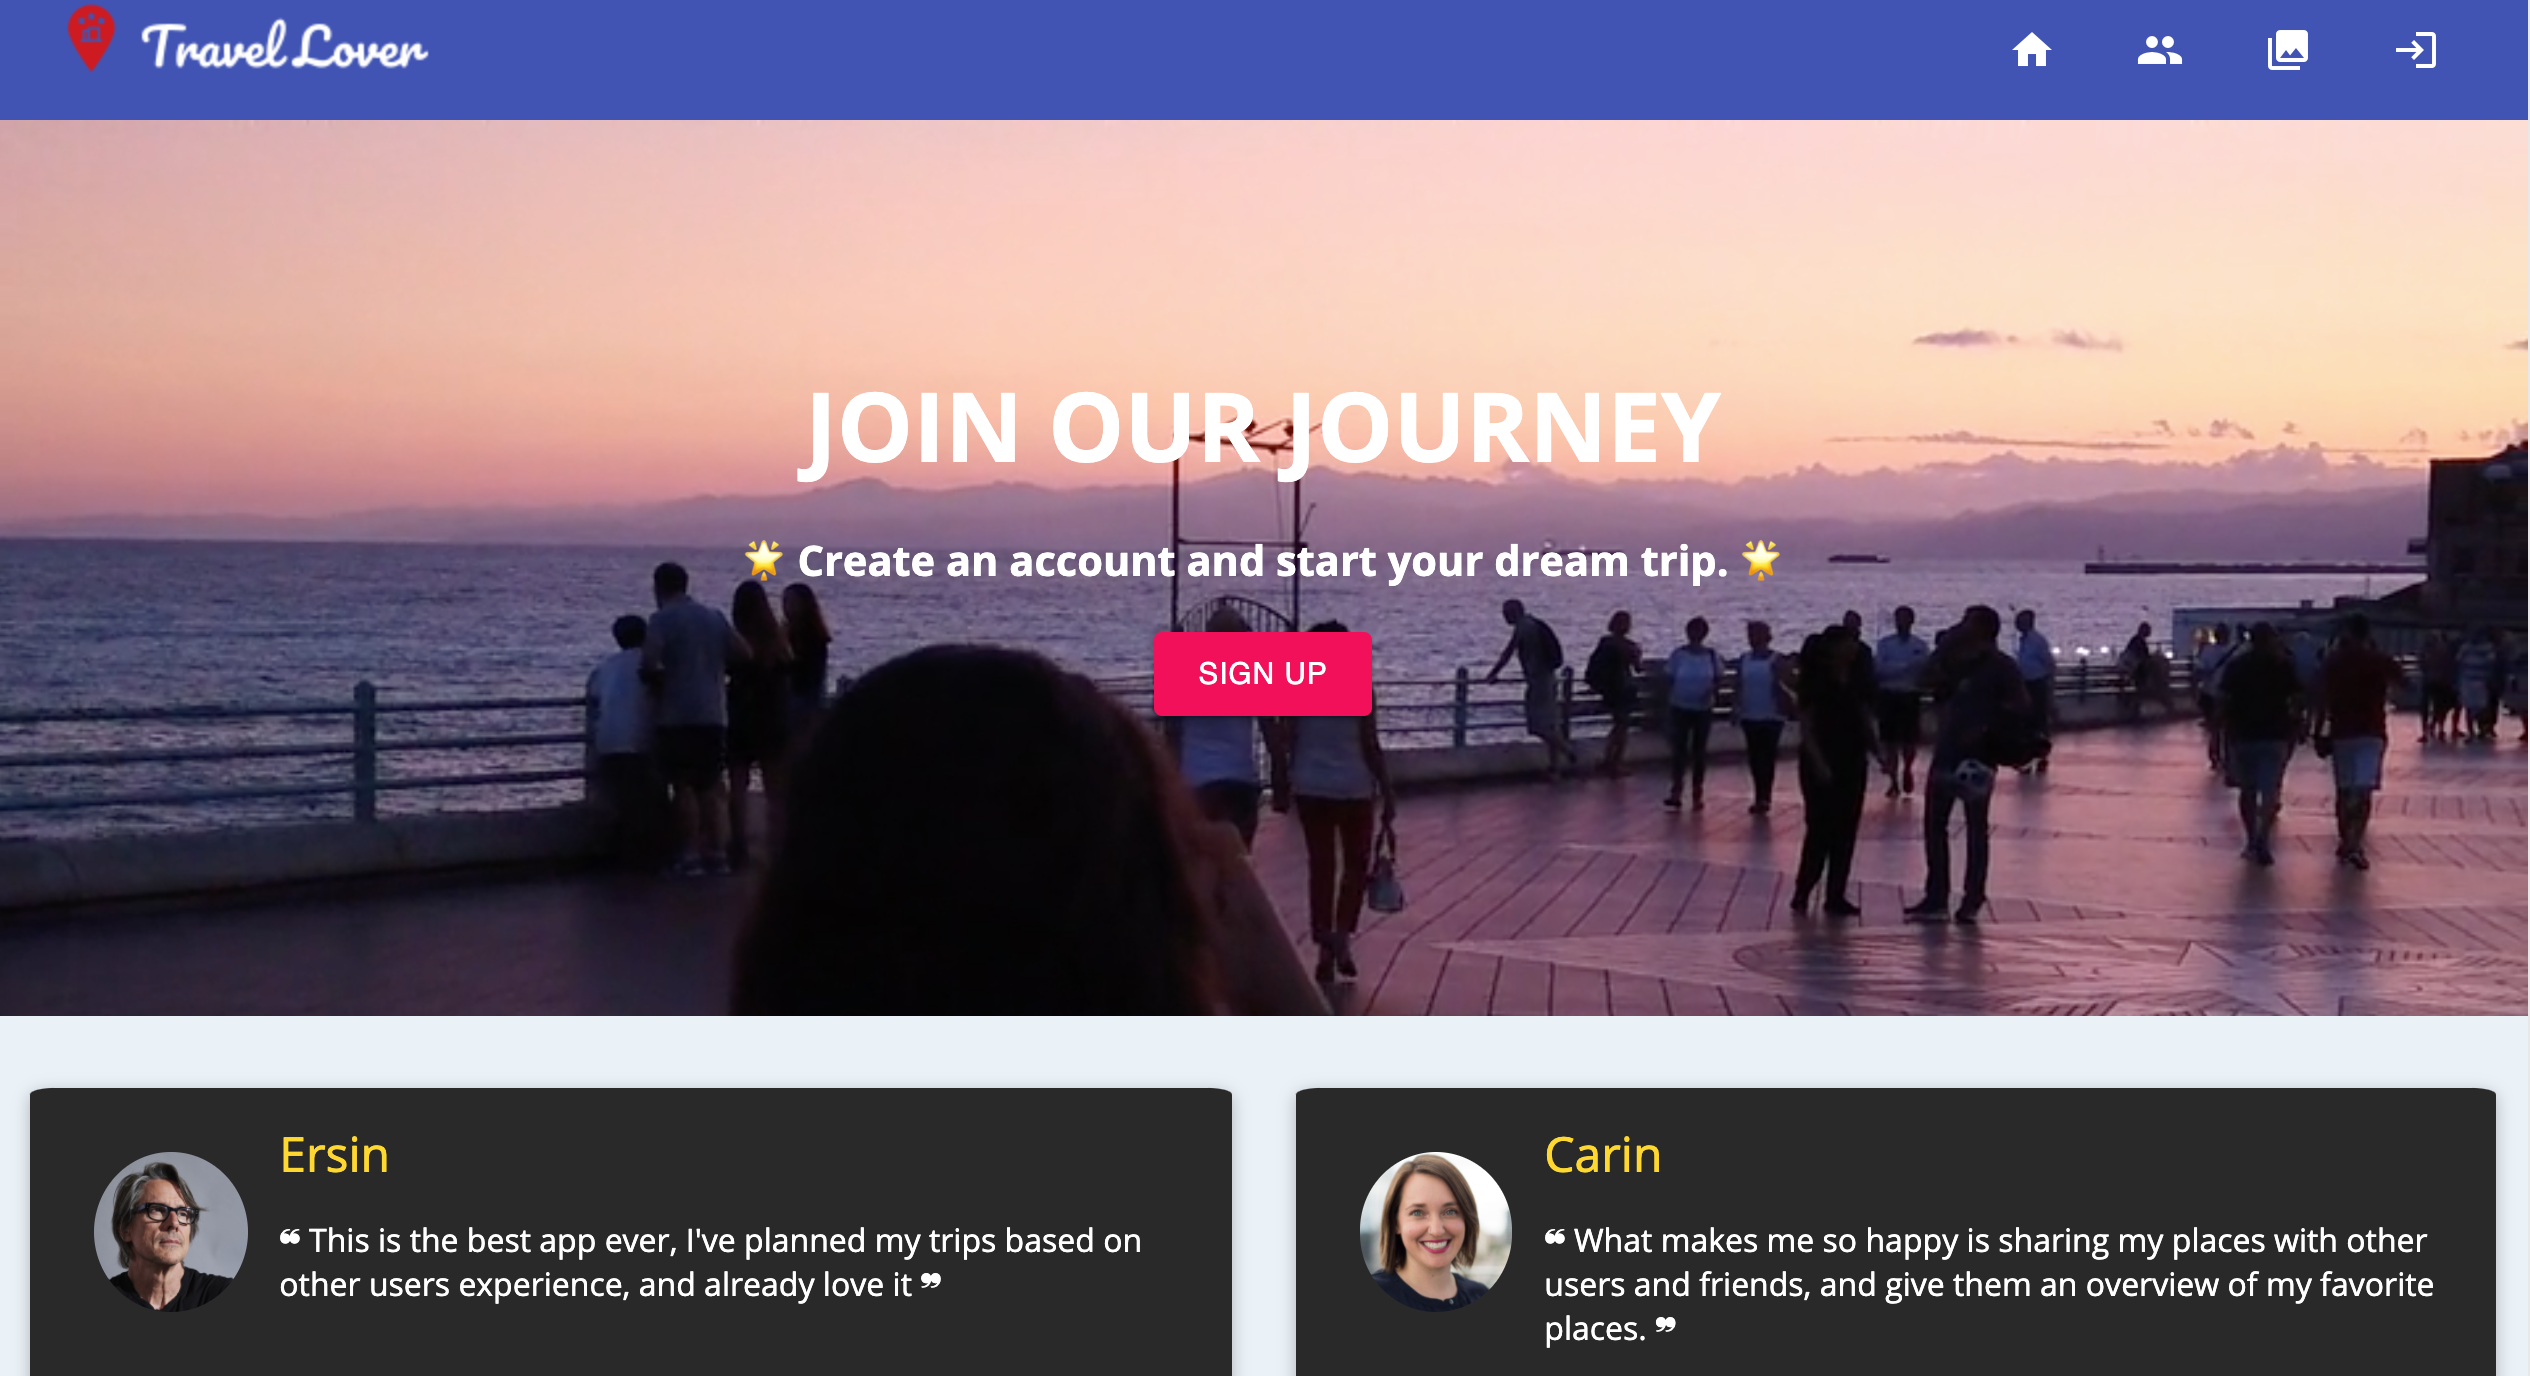 Travel Lover
JOIN OUR JOURNEY
🌟 Create an account and start your dream trip. 🌟
SIGN UP
Ersin
❝ This is the best app ever, I've planned my trips based on
other users experience, and already love it ❞
Carin
❝ What makes me so happy is sharing my places with other
users and friends, and give them an overview of my favorite
places. ❞